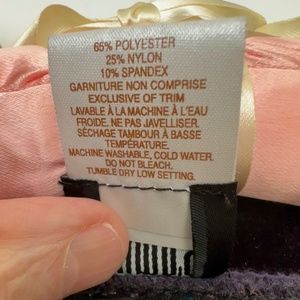 65% POLYESTER
25% NYLON
10% SPANDEX
GARNITURE NON COMPRISE
EXCLUSIVE OF TRIM
LAVABLE À LA MACHINE À L'EAU
FROIDE. NE PAS JAVELLISER.
SÉCHAGE TAMBOUR À BASSE
TEMPÉRATURE.
MACHINE WASHABLE, COLD WATER.
DO NOT BLEACH.
TUMBLE DRY LOW SETTING.